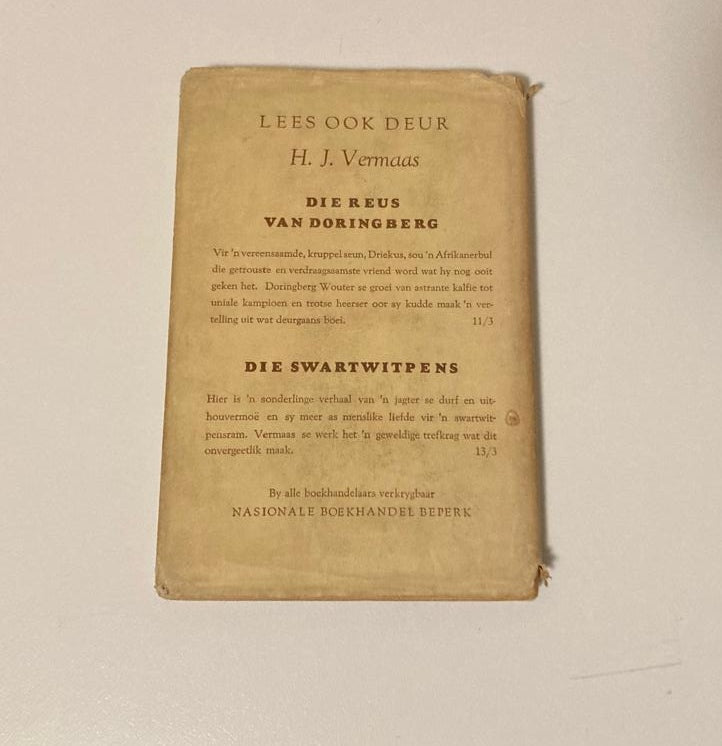 LEES OOK DEUR
H. J. Vermaas
DIE REUS
VAN DORINGBERG
Vir 'n vereensaamde, kruppel seun, Driekus, sou 'n Afrikanerbul
die getrouste en verdraagsaamste vriend word wat hy nog ooit
geken het. Doringberg Wouter se groei van astrante kalfie tot
uniale kampioen en trotse heerser oor sy kudde maak 'n ver-
telling uit wat deurgaans boei. 11/3
DIE SWARTWITPENS
Hier is 'n sonderlinge verhaal van 'n jagter se durf en uit-
houvermoë en sy meer as menslike liefde vir 'n swartwit-
pensram. Vermaas se werk het 'n geweldige trefkrag wat dit
onvergeetlik maak. 13/3
By alle boekhandelaars verkrygbaar
NASIONALE BOEKHANDEL BEPERK